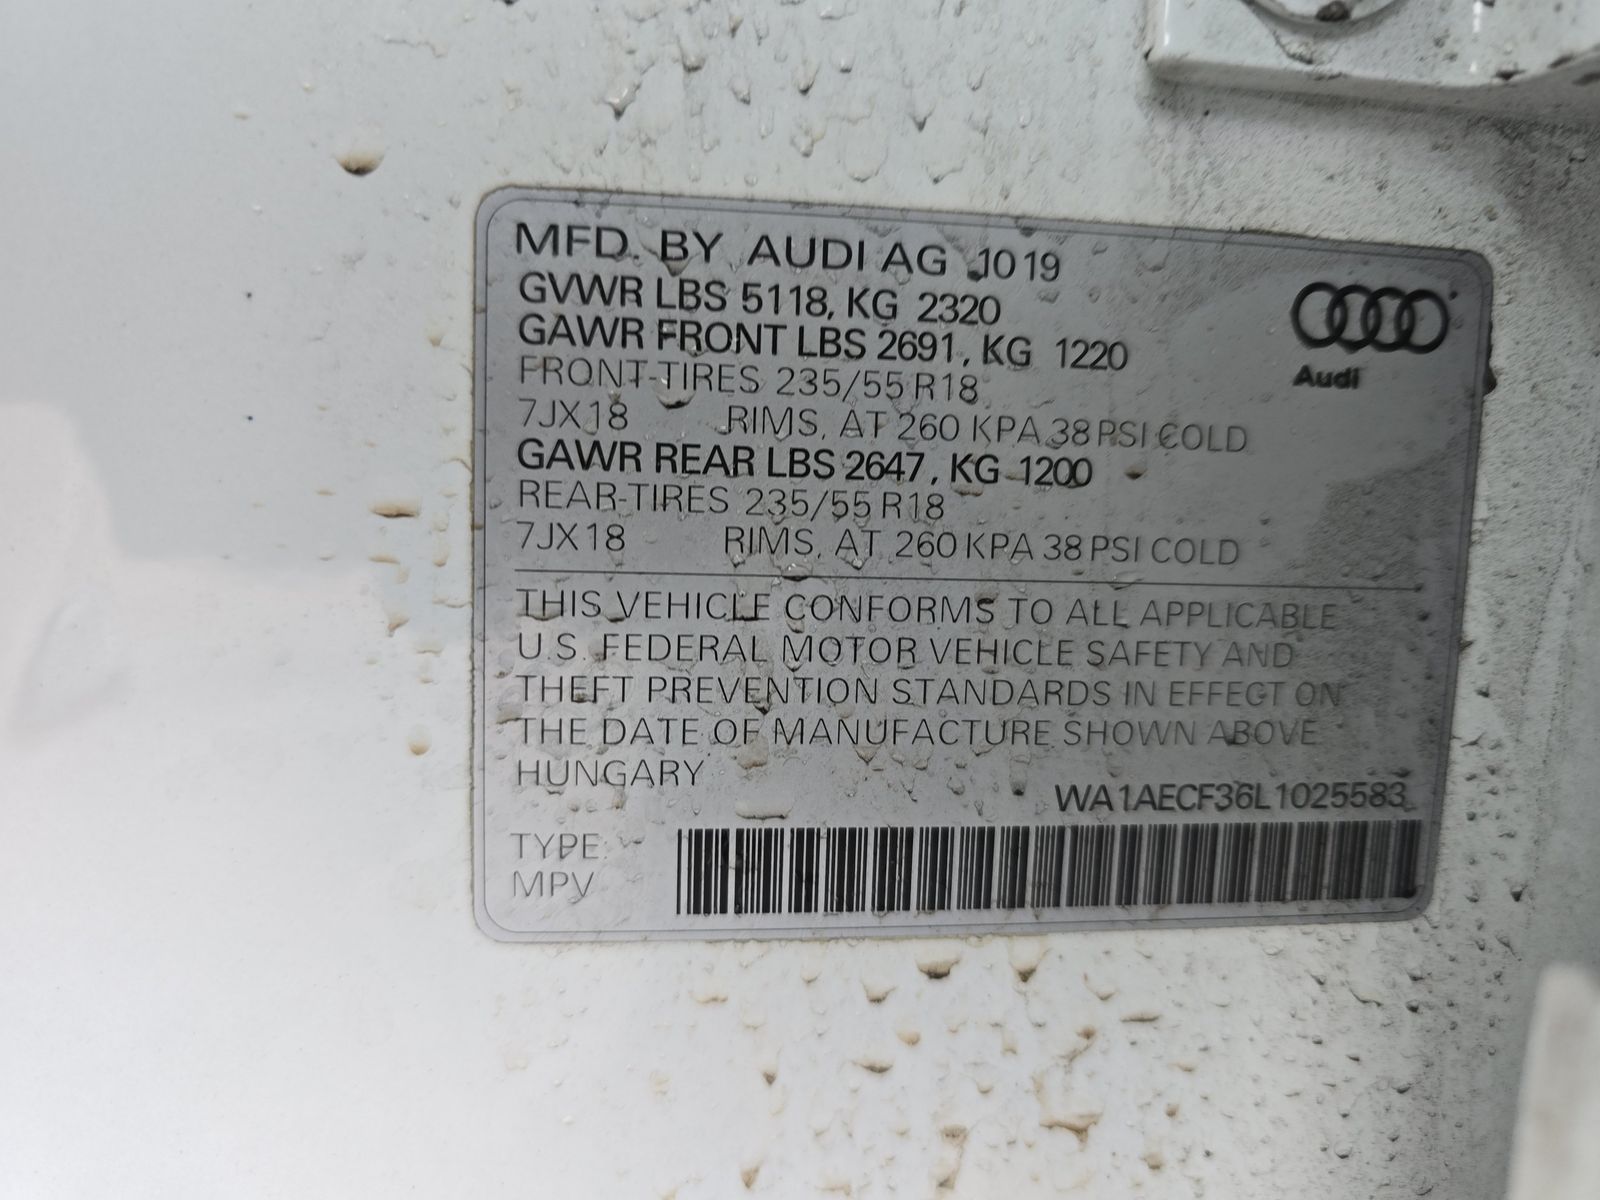 MFD. BY AUDI AG 1019
GVWR LBS 5118, KG 2320
GAWR FRONT LBS 2691, KG 1220
FRONT-TIRES 235/55 R18
7JX18 RIMS, AT 260 KPA 38 PSI COLD
GAWR REAR LBS 2647, KG 1200
REAR-TIRES 235/55 R18
7JX18 RIMS, AT 260 KPA 38 PSI COLD
Audi
THIS VEHICLE CONFORMS TO ALL APPLICABLE
U.S. FEDERAL MOTOR VEHICLE SAFETY AND
THEFT PREVENTION STANDARDS IN EFFECT ON
THE DATE OF MANUFACTURE SHOWN ABOVE
HUNGARY
WA1AECF36L1025583
TYPE:
MPV